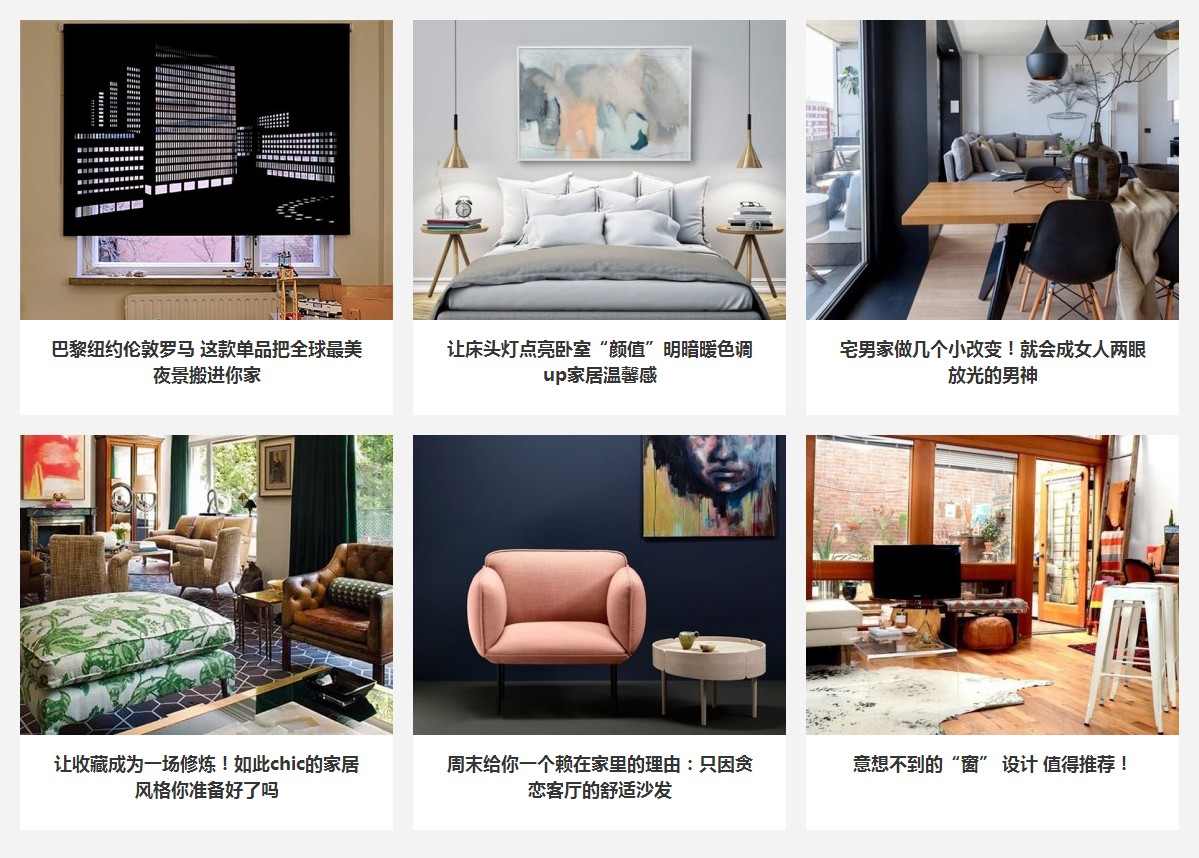 巴黎纽约伦敦罗马 这款单品把全球最美
夜景搬进你家
让床头灯点亮卧室“颜值”明暗暖色调
up家居温馨感
宅男家做几个小改变！就会成女人两眼
放光的男神
让收藏成为一场修炼！如此chic的家居
风格你准备好了吗
周末给你一个赖在家里的理由：只因贪
恋客厅的舒适沙发
意想不到的“窗” 设计 值得推荐！